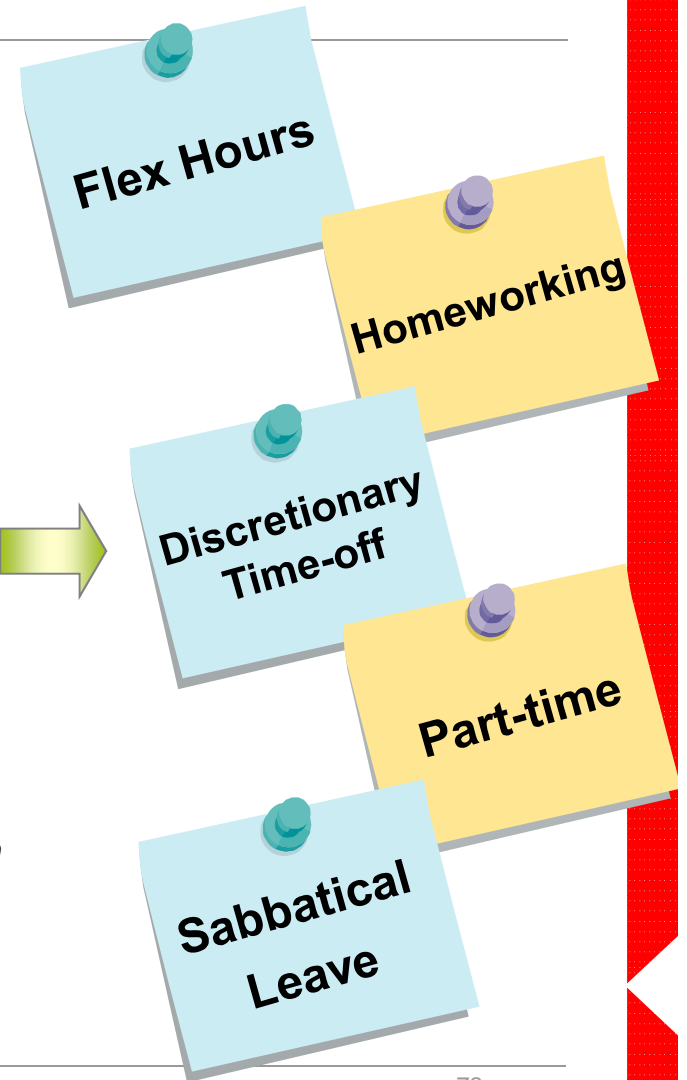 Flex Hours
Homeworking
Discretionary
Time-off
Part-time
Sabbatical
Leave